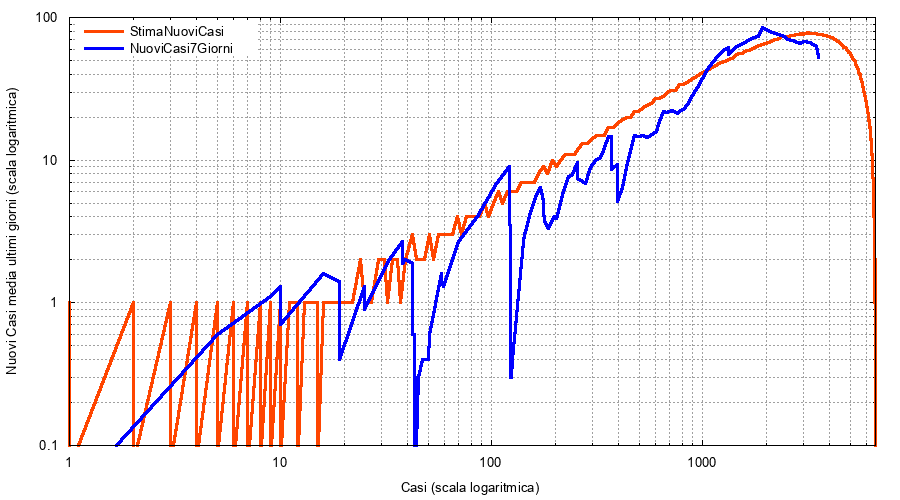 100
StimaNuoviCasi
NuoviCasi7Giorni
10
1
0.1
Nuovi Casi media ultimi giorni (scala logaritmica)
1
10
100
1000
Casi (scala logaritmica)